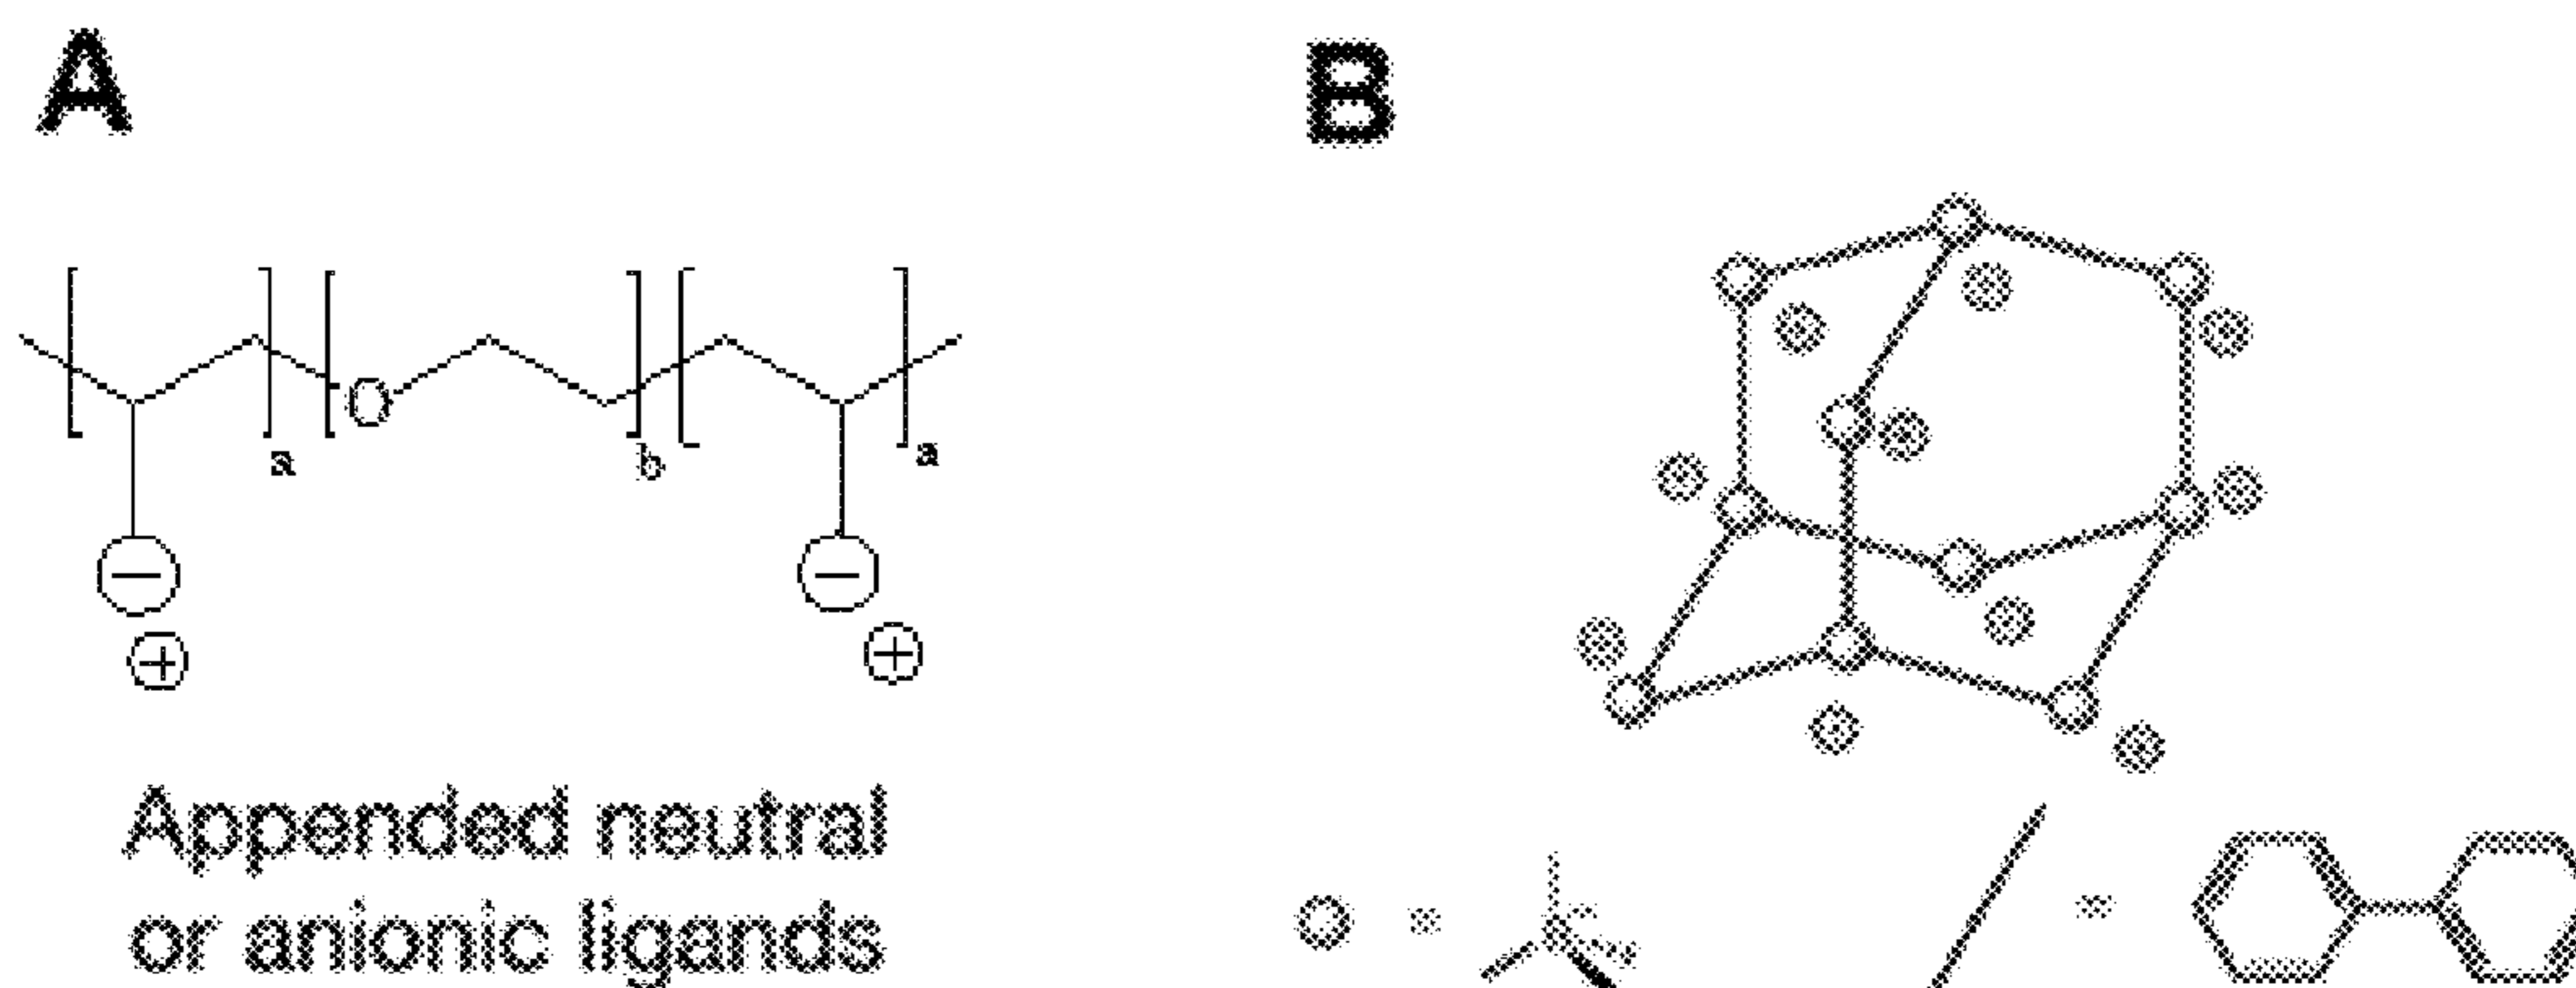 A
B
O
a
b
a
−
−
+
+
Appended neutral
or anionic ligands
=
=